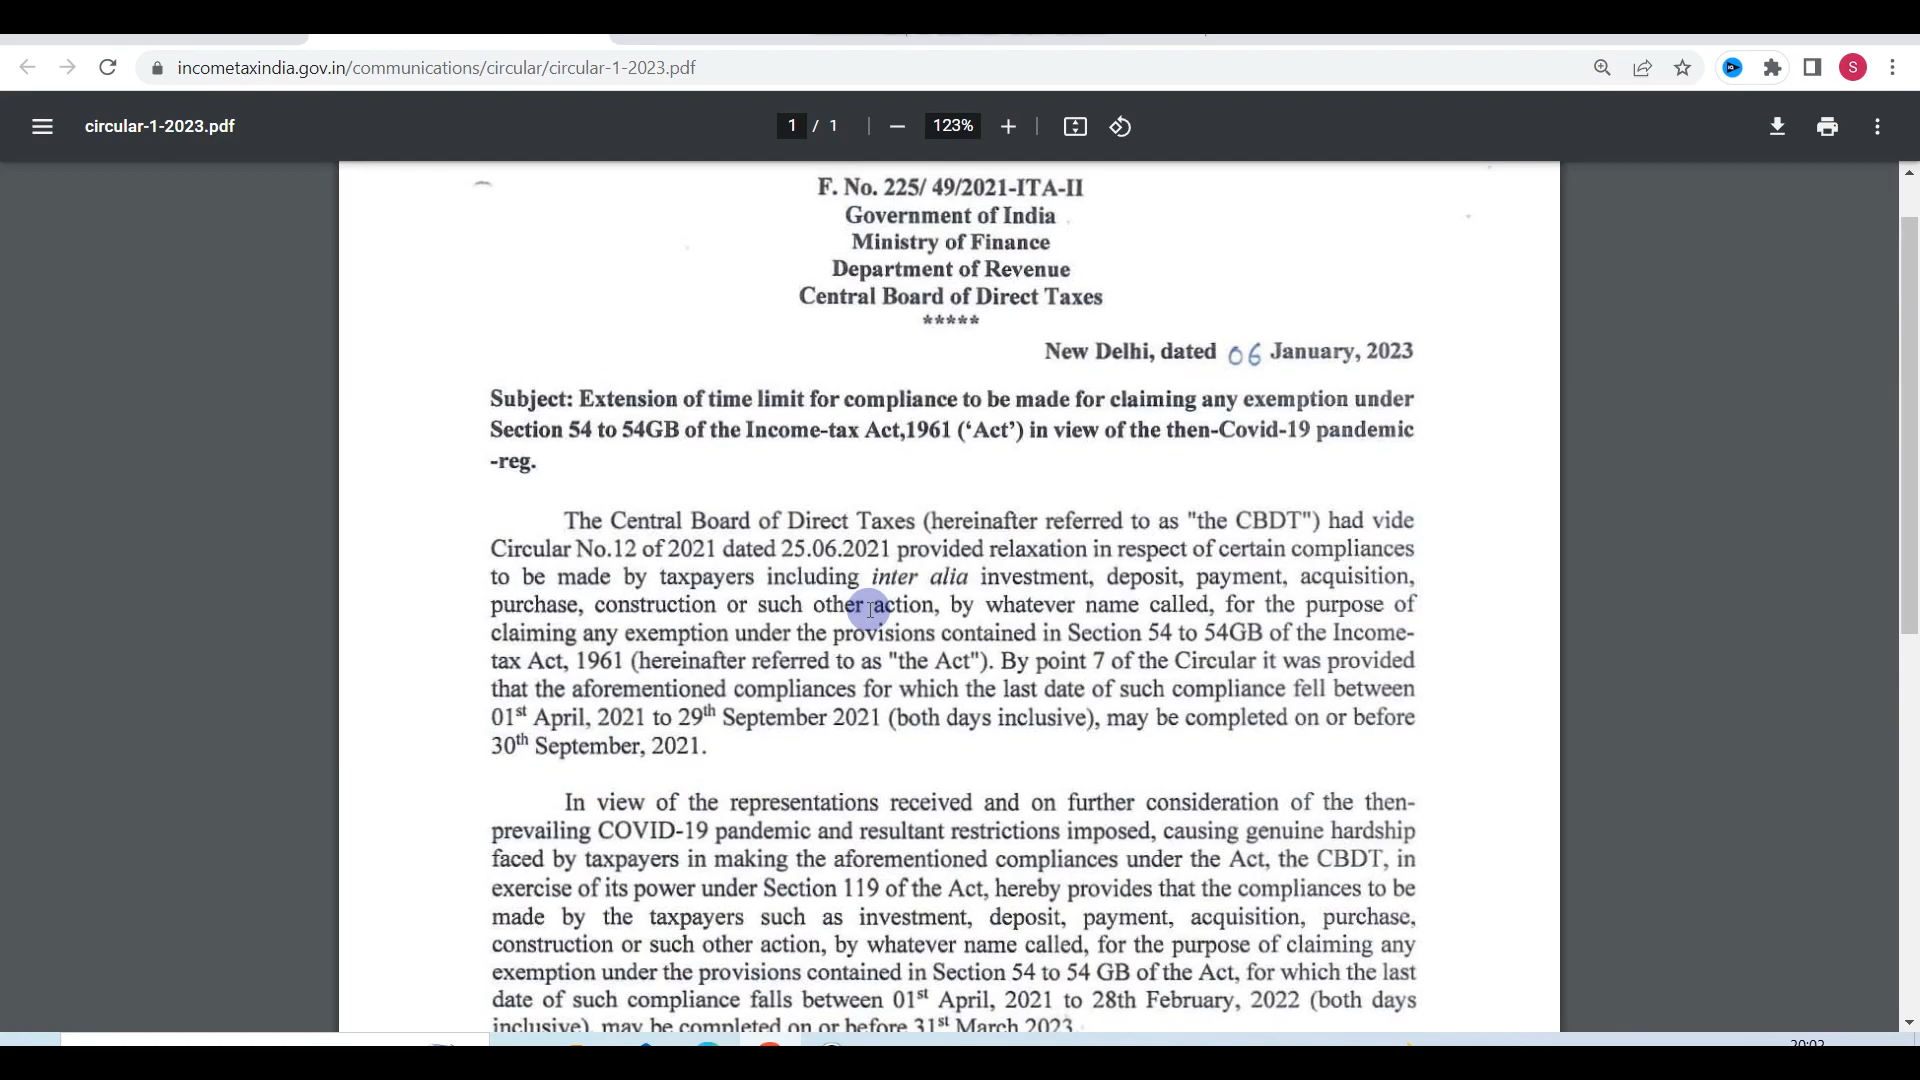 incometaxindia.gov.in/communications/circular/circular-1-2023.pdf
S
circular-1-2023.pdf
1 / 1
123%
F. No. 225/ 49/2021-ITA-II
Government of India
Ministry of Finance
Department of Revenue
Central Board of Direct Taxes
*****
New Delhi, dated 06 January, 2023
Subject: Extension of time limit for compliance to be made for claiming any exemption under
Section 54 to 54GB of the Income-tax Act,1961 (‘Act’) in view of the then-Covid-19 pandemic
-reg.
The Central Board of Direct Taxes (hereinafter referred to as "the CBDT") had vide
Circular No.12 of 2021 dated 25.06.2021 provided relaxation in respect of certain compliances
to be made by taxpayers including inter alia investment, deposit, payment, acquisition,
purchase, construction or such other action, by whatever name called, for the purpose of
claiming any exemption under the provisions contained in Section 54 to 54GB of the Income-
tax Act, 1961 (hereinafter referred to as "the Act"). By point 7 of the Circular it was provided
that the aforementioned compliances for which the last date of such compliance fell between
01st April, 2021 to 29th September 2021 (both days inclusive), may be completed on or before
30th September, 2021.
In view of the representations received and on further consideration of the then-
prevailing COVID-19 pandemic and resultant restrictions imposed, causing genuine hardship
faced by taxpayers in making the aforementioned compliances under the Act, the CBDT, in
exercise of its power under Section 119 of the Act, hereby provides that the compliances to be
made by the taxpayers such as investment, deposit, payment, acquisition, purchase,
construction or such other action, by whatever name called, for the purpose of claiming any
exemption under the provisions contained in Section 54 to 54 GB of the Act, for which the last
date of such compliance falls between 01st April, 2021 to 28th February, 2022 (both days
inclusive), may be completed on or before 31st March 2023.
20:02